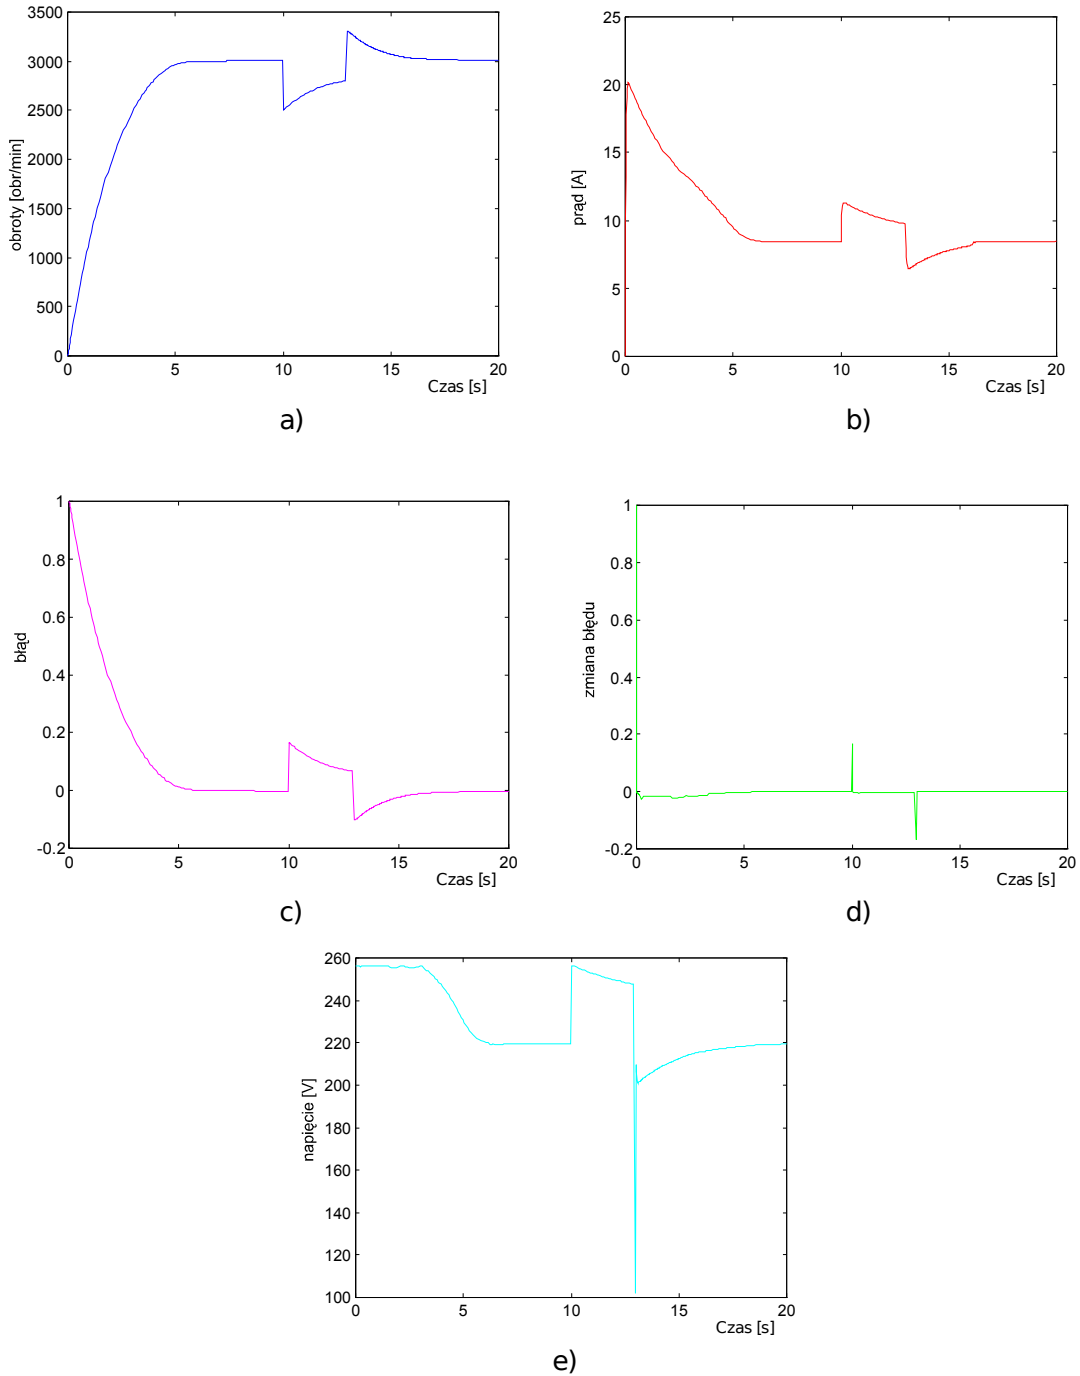 3500
3000
2500
2000
1500
1000
500
0
obroty [obr/min]
0 5 10 15 20
Czas [s]
a)
25
20
15
10
5
0
prąd [A]
0 5 10 15 20
Czas [s]
b)
1
0.8
0.6
0.4
0.2
0
-0.2
błąd
0 5 10 15 20
Czas [s]
c)
1
0.8
0.6
0.4
0.2
0
-0.2
zmiana błędu
0 5 10 15 20
Czas [s]
d)
260
240
220
200
180
160
140
120
100
napięcie [V]
0 5 10 15 20
Czas [s]
e)